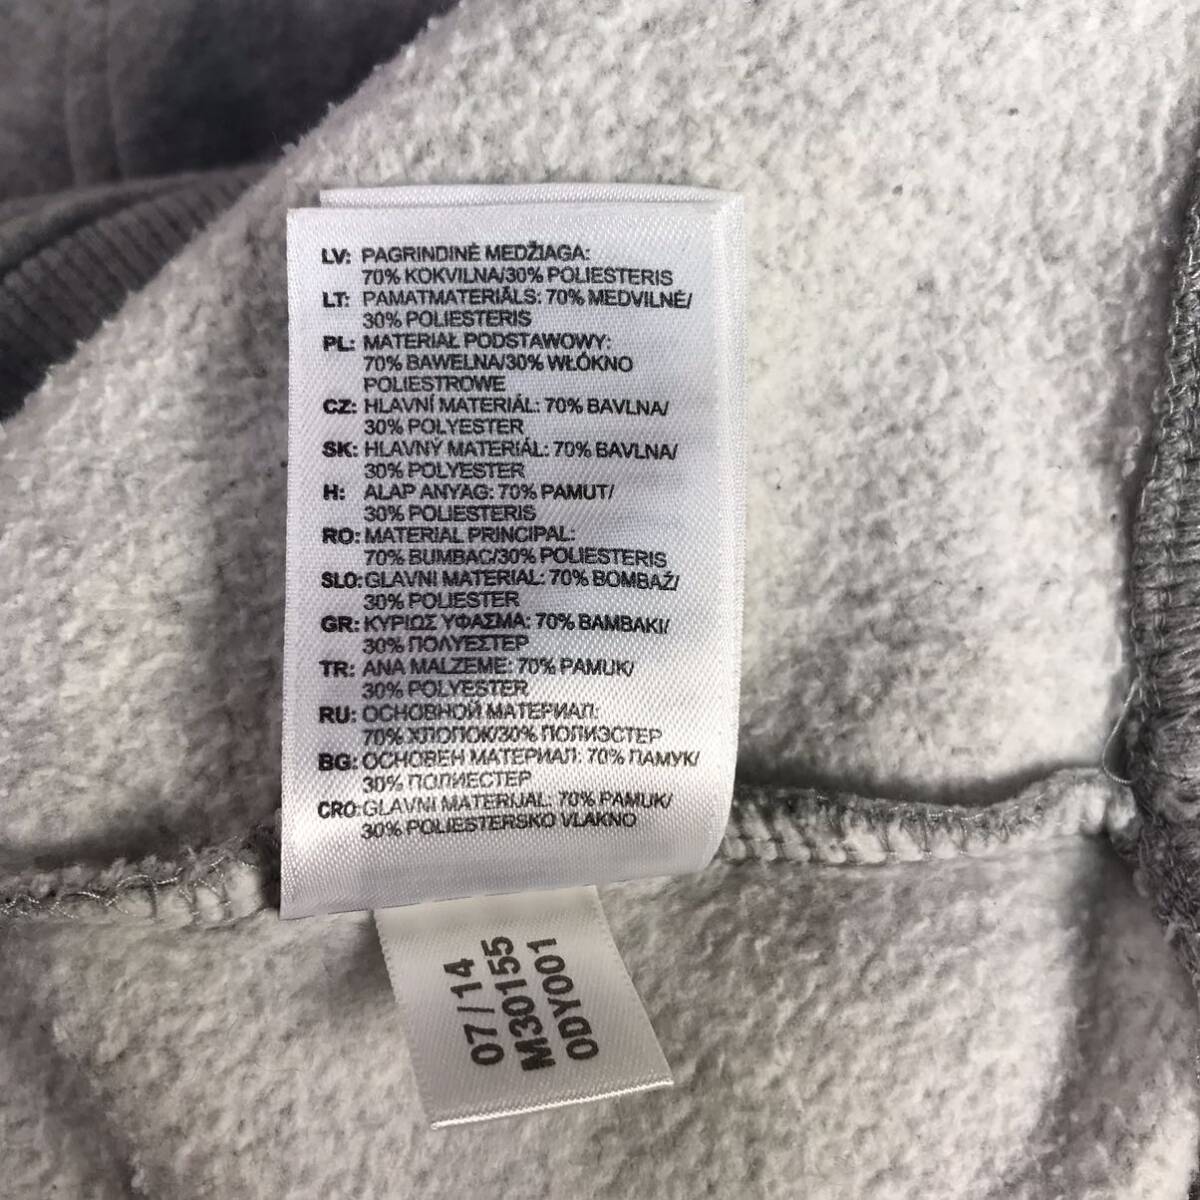 LV: PAGRINDINĖ MEDŽIAGA:
70% KOKVILNA/30% POLIESTERIS
LT: PAMATMATERIĀLS: 70% MEDVILNĖ/
30% POLIESTERIS
PL: MATERIAŁ PODSTAWOWY:
70% BAWEŁNA/30% WŁÓKNO
POLIESTROWE
CZ: HLAVNÍ MATERIÁL: 70% BAVLNA/
30% POLYESTER
SK: HLAVNÝ MATERIÁL: 70% BAVLNA/
30% POLYESTER
H: ALAP ANYAG: 70% PAMUT/
30% POLIESTERIS
RO: MATERIAL PRINCIPAL:
70% BUMBAC/30% POLIESTERIS
SLO: GLAVNI MATERIAL: 70% BOMBAŽ/
30% POLIESTER
GR: ΚΥΡΙΩΣ ΥΦΑΣΜΑ: 70% ΒΑΜΒΑΚΙ/
30% ΠΟΛΥΕΣΤΕΡ
TR: ANA MALZEME: 70% PAMUK/
30% POLYESTER
RU: ОСНОВНОЙ МАТЕРИАЛ:
70% ХЛОПОК/30% ПОЛИЭСТЕР
BG: ОСНОВЕН МАТЕРИАЛ: 70% ПАМУК/
30% ПОЛИЕСТЕР
CRO: GLAVNI MATERIJAL: 70% PAMUK/
30% POLIESTERSKO VLAKNO
07/14
M30155
0DY001